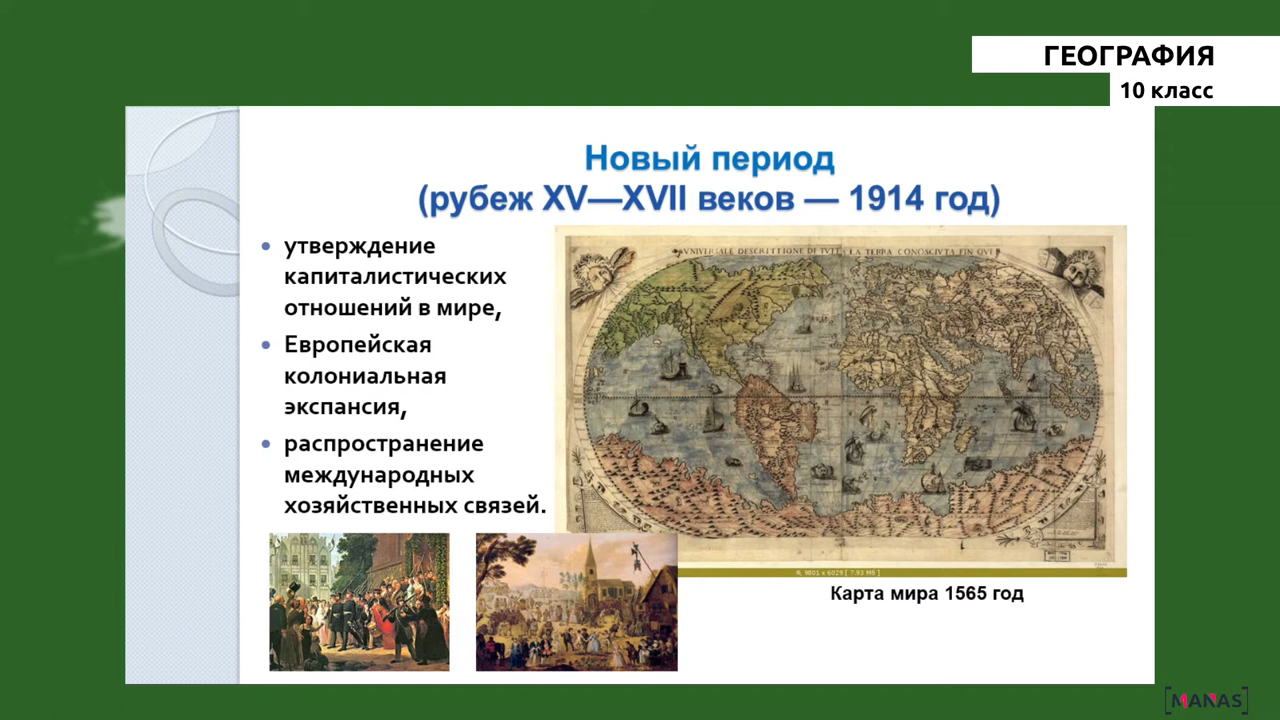 ГЕОГРАФИЯ
10 класс
Новый период
(рубеж XV—XVII веков — 1914 год)
• утверждение
капиталистических
отношений в мире,
• Европейская
колониальная
экспансия,
• распространение
международных
хозяйственных связей.
Карта мира 1565 год
[MANAS]